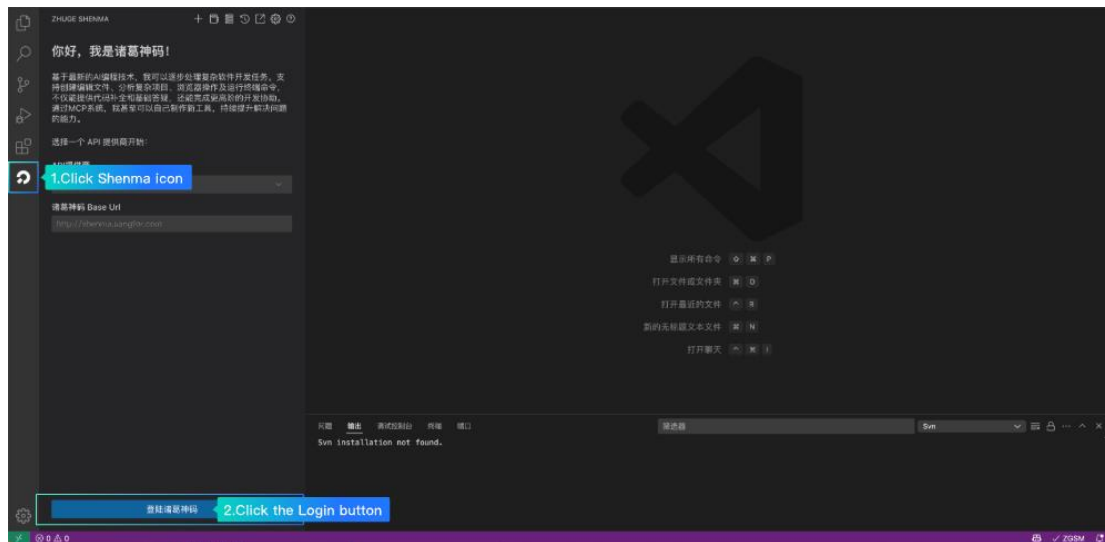 ZHUGE SHENMA
你好，我是诸葛神码！
基于最新的AI编程技术，我可以逐步处理复杂软件开发任务。支
持创建编辑文件、分析复杂项目、浏览器操作及运行终端命令，
不仅能提供代码补全和基础答疑，还能完成更高阶的开发协助。
通过MCP系统，我甚至可以自己制作新工具，持续提升解决问题
的能力。
选择一个 API 提供商开始：
API提供商
1.Click Shenma icon
诸葛神码 Base Url
显示所有命令 ⇧ ⌘ P
打开文件或文件夹 ⌘ O
打开最近的文件 ^ R
新的无标题文本文件 ⌘ N
打开聊天 ^ ⌘ I
问题 输出 调试控制台 终端 端口
筛选器
Svn
Svn installation not found.
登陆诸葛神码
2.Click the Login button
0 0
ZGSM